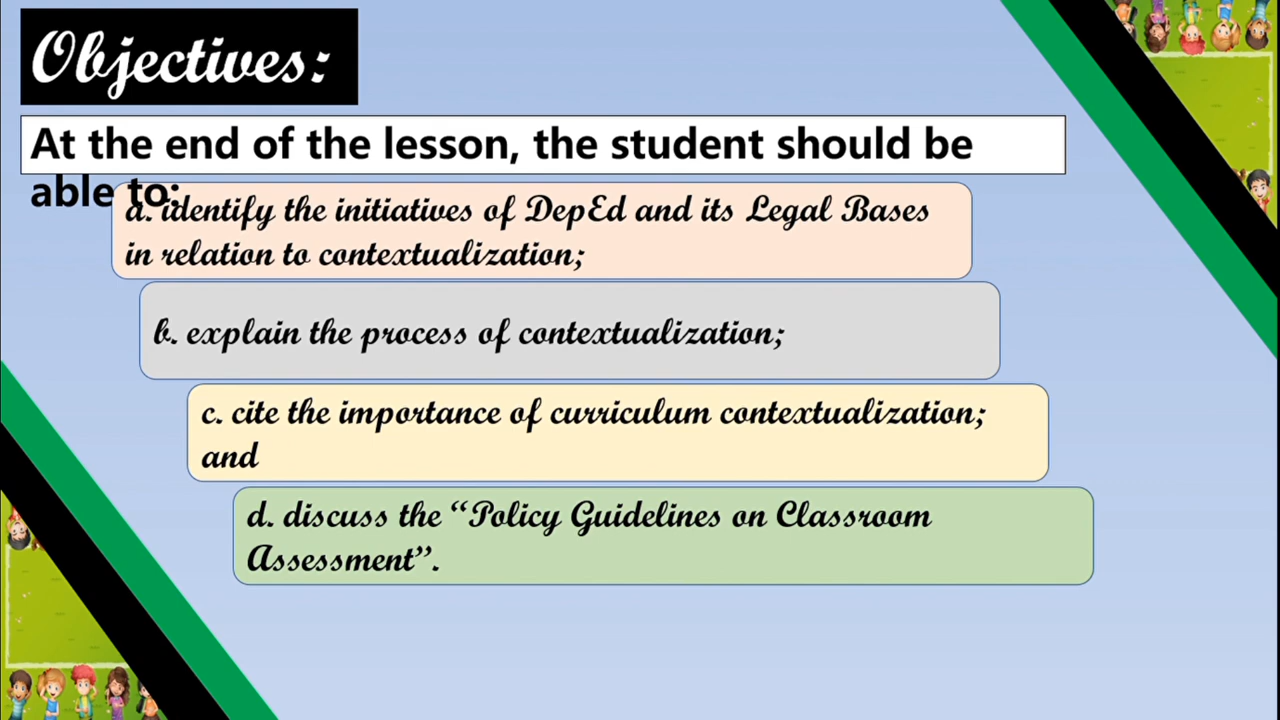 Objectives:
At the end of the lesson, the student should be
able to:
a. identify the initiatives of DepEd and its Legal Bases
in relation to contextualization;
b. explain the process of contextualization;
c. cite the importance of curriculum contextualization;
and
d. discuss the “Policy Guidelines on Classroom
Assessment”.